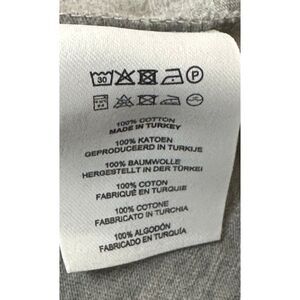 30 P
100% COTTON
MADE IN TURKEY
100% KATOEN
GEPRODUCEERD IN TURKIJE
100% BAUMWOLLE
HERGESTELLT IN DER TÜRKEI
100% COTON
FABRIQUÉ EN TURQUIE
100% COTONE
FABBRICATO IN TURCHIA
100% ALGODÓN
FABRICADO EN TURQUÍA